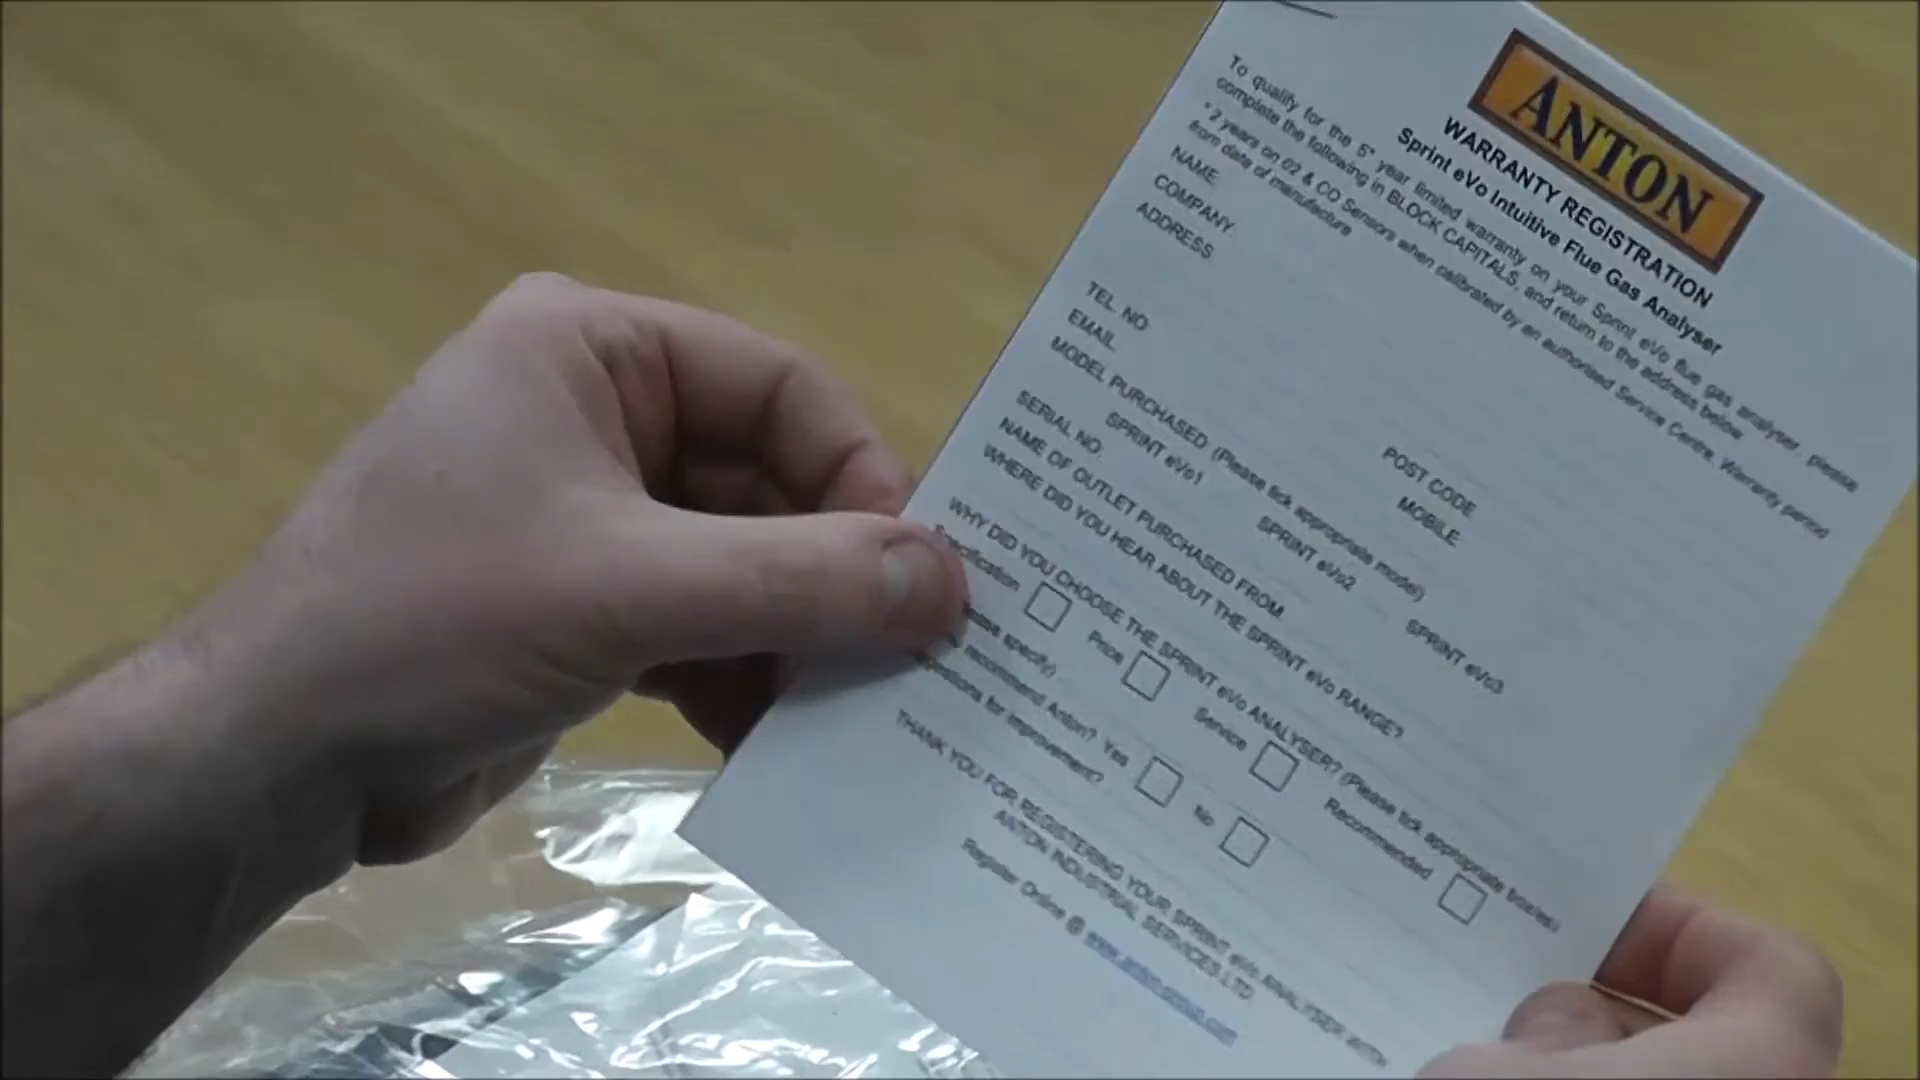 ANTON
WARRANTY REGISTRATION
Sprint eVo Intuitive Flue Gas Analyser
To qualify for the 5* year limited warranty on your Sprint eVo flue gas analyser, please
complete the following in BLOCK CAPITALS, and return to the address below
* 2 years on 02 & CO Sensors when calibrated by an authorised Service Centre. Warranty period
from date of manufacture
NAME
COMPANY
ADDRESS
POST CODE
TEL. NO
MOBILE
EMAIL
MODEL PURCHASED (Please tick appropriate model)
SPRINT eVo1 SPRINT eVo2 SPRINT eVo3
SERIAL NO:
NAME OF OUTLET PURCHASED FROM
WHERE DID YOU HEAR ABOUT THE SPRINT eVo RANGE?
WHY DID YOU CHOOSE THE SPRINT eVo ANALYSER? (Please tick appropriate box/es)
Specification Price Service Recommended
specify)
recommend Anton? Yes No
for improvement?
THANK YOU FOR REGISTERING YOUR SPRINT eVo ANALYSER WITH
ANTON INDUSTRIAL SERVICES LTD
Register Online @